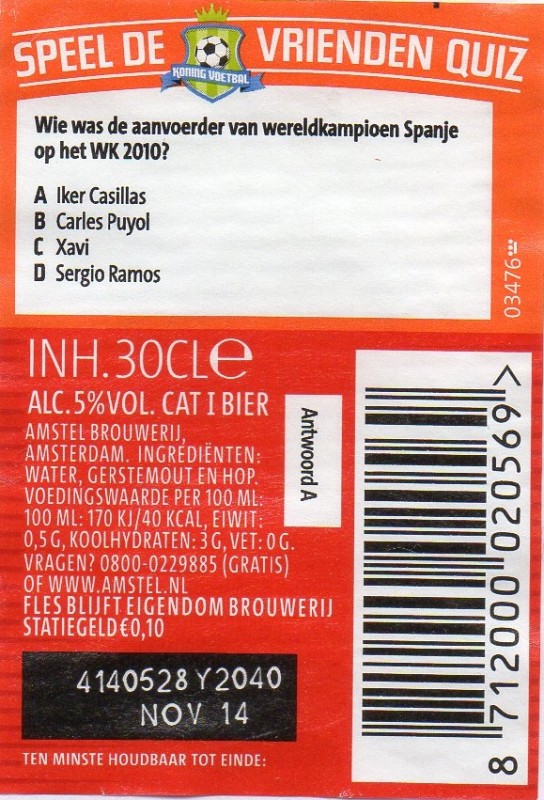 SPEEL DE VRIENDEN QUIZ
KONING VOETBAL
Wie was de aanvoerder van wereldkampioen Spanje
op het WK 2010?
A Iker Casillas
B Carles Puyol
C Xavi
D Sergio Ramos
03476
INH. 30CL℮
ALC. 5% VOL. CAT I BIER
AMSTEL BROUWERIJ,
AMSTERDAM. INGREDIËNTEN:
WATER, GERSTEMOUT EN HOP.
VOEDINGSWAARDE PER 100 ML:
100 ML: 170 KJ/40 KCAL, EIWIT:
0,5 G, KOOLHYDRATEN: 3 G, VET: 0 G.
VRAGEN? 0800-0229885 (GRATIS)
OF WWW.AMSTEL.NL
FLES BLIJFT EIGENDOM BROUWERIJ
STATIEGELD €0,10
Antwoord A
4140528Y2040
NOV 14
TEN MINSTE HOUDBAAR TOT EINDE:
8 712000 020569 >